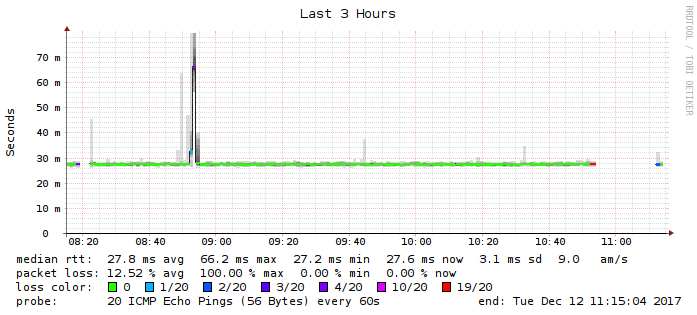 Last 3 Hours
RRDTOOL / TOBI OETIKER
Seconds
70 m
60 m
50 m
40 m
30 m
20 m
10 m
0
08:20 08:40 09:00 09:20 09:40 10:00 10:20 10:40 11:00
median rtt: 27.8 ms avg 66.2 ms max 27.2 ms min 27.6 ms now 3.1 ms sd 9.0 am/s
packet loss: 12.52 % avg 100.00 % max 0.00 % min 0.00 % now
loss color: 0 1/20 2/20 3/20 4/20 10/20 19/20
probe: 20 ICMP Echo Pings (56 Bytes) every 60s end: Tue Dec 12 11:15:04 2017